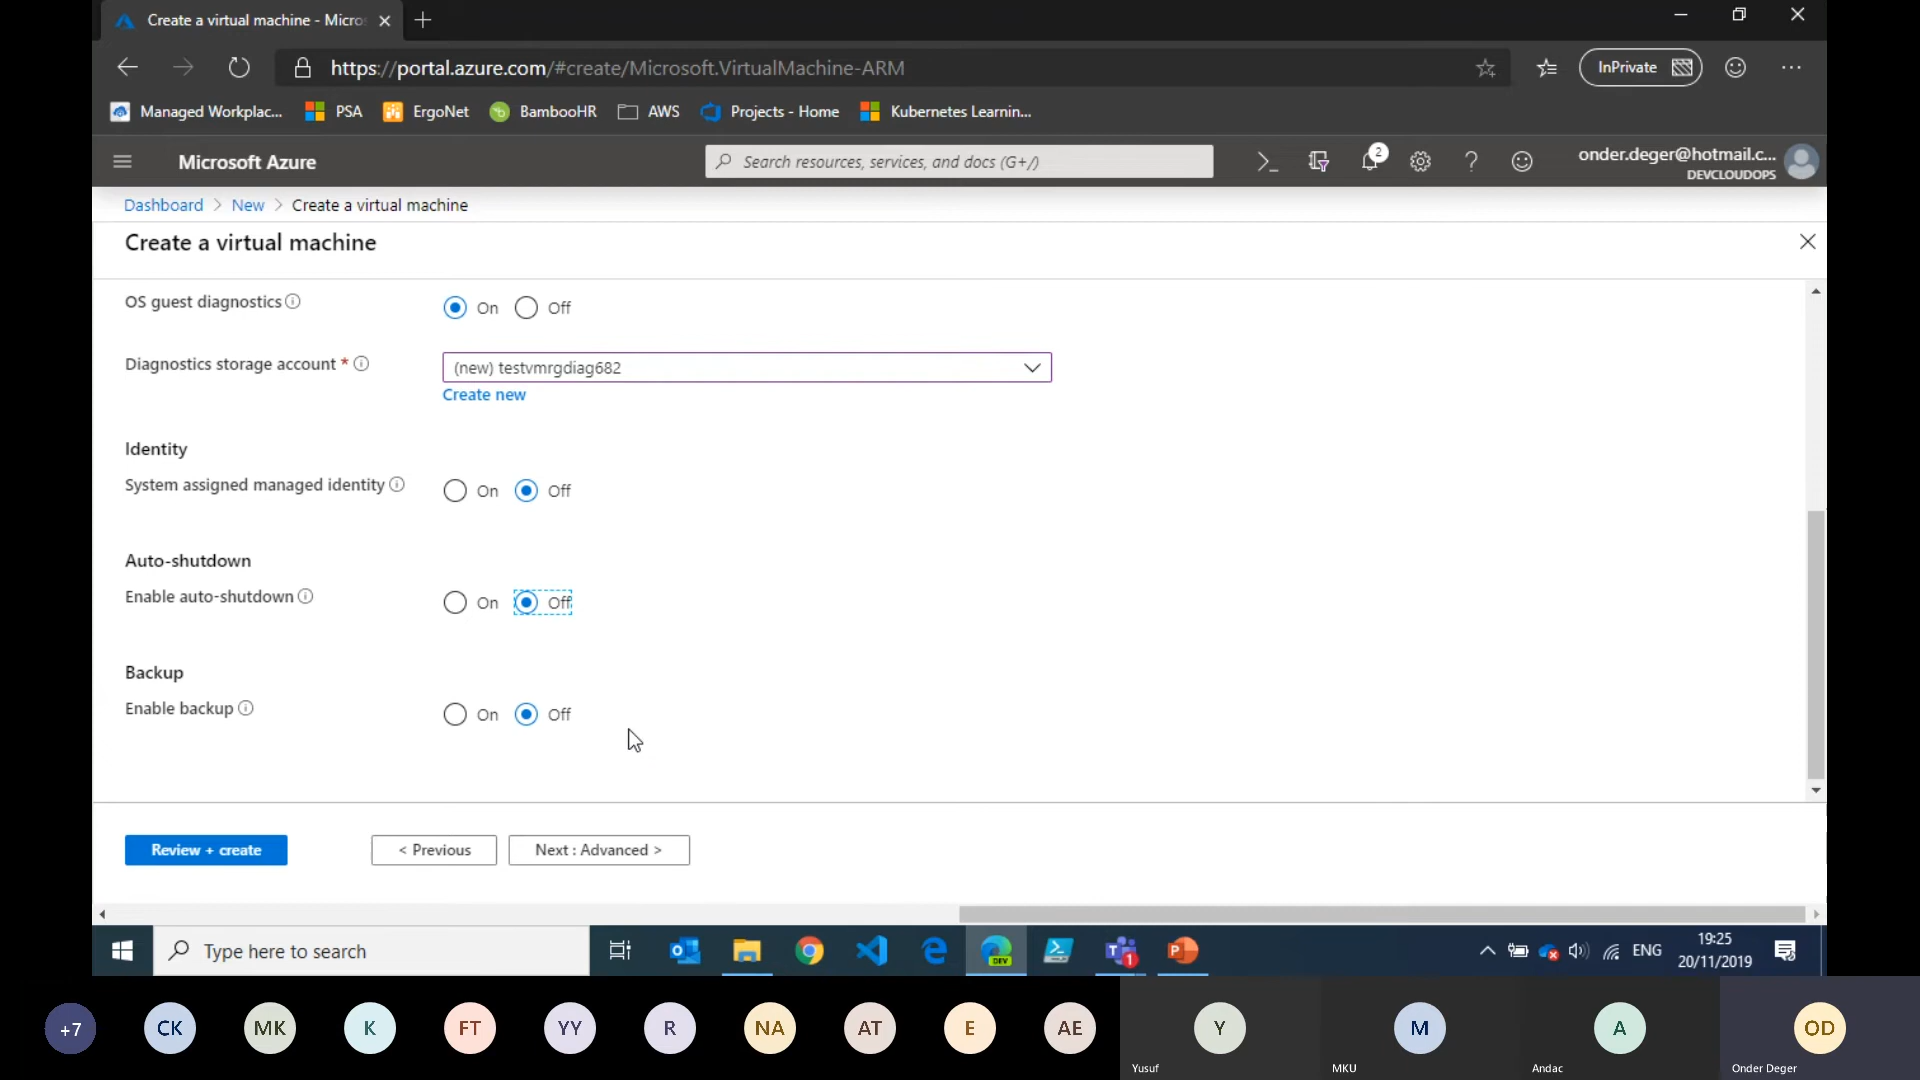 Create a virtual machine - Micro
https://portal.azure.com/#create/Microsoft.VirtualMachine-ARM
InPrivate
Managed Workplac...
PSA
ErgoNet
BambooHR
AWS
Projects - Home
Kubernetes Learnin...
Microsoft Azure
Search resources, services, and docs (G+/)
2
onder.deger@hotmail.c...
DEVCLOUDOPS
Dashboard > New > Create a virtual machine
Create a virtual machine
OS guest diagnostics
On
Off
Diagnostics storage account *
(new) testvmrgdiag682
Create new
Identity
System assigned managed identity
On
Off
Auto-shutdown
Enable auto-shutdown
On
Off
Backup
Enable backup
On
Off
Review + create
< Previous
Next : Advanced >
Type here to search
DEV
1
ENG
19:25
20/11/2019
+7
CK
MK
K
FT
YY
R
NA
AT
E
AE
Y
M
A
OD
Yusuf
MKU
Andac
Onder Deger